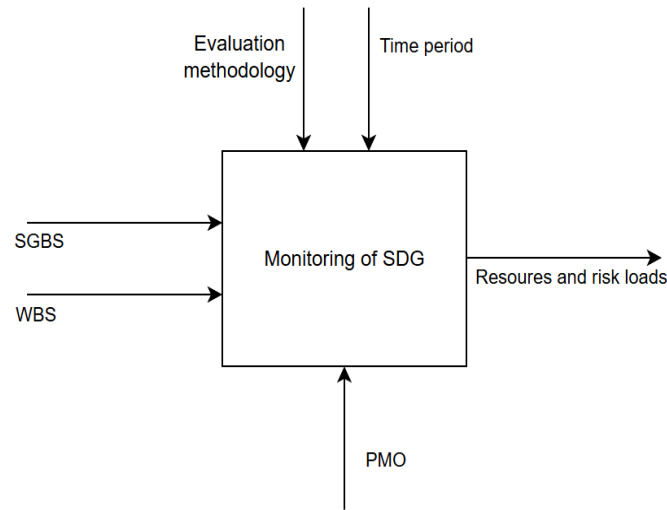 Evaluation
methodology
Time period
SGBS
Monitoring of SDG
Resoures and risk loads
WBS
PMO